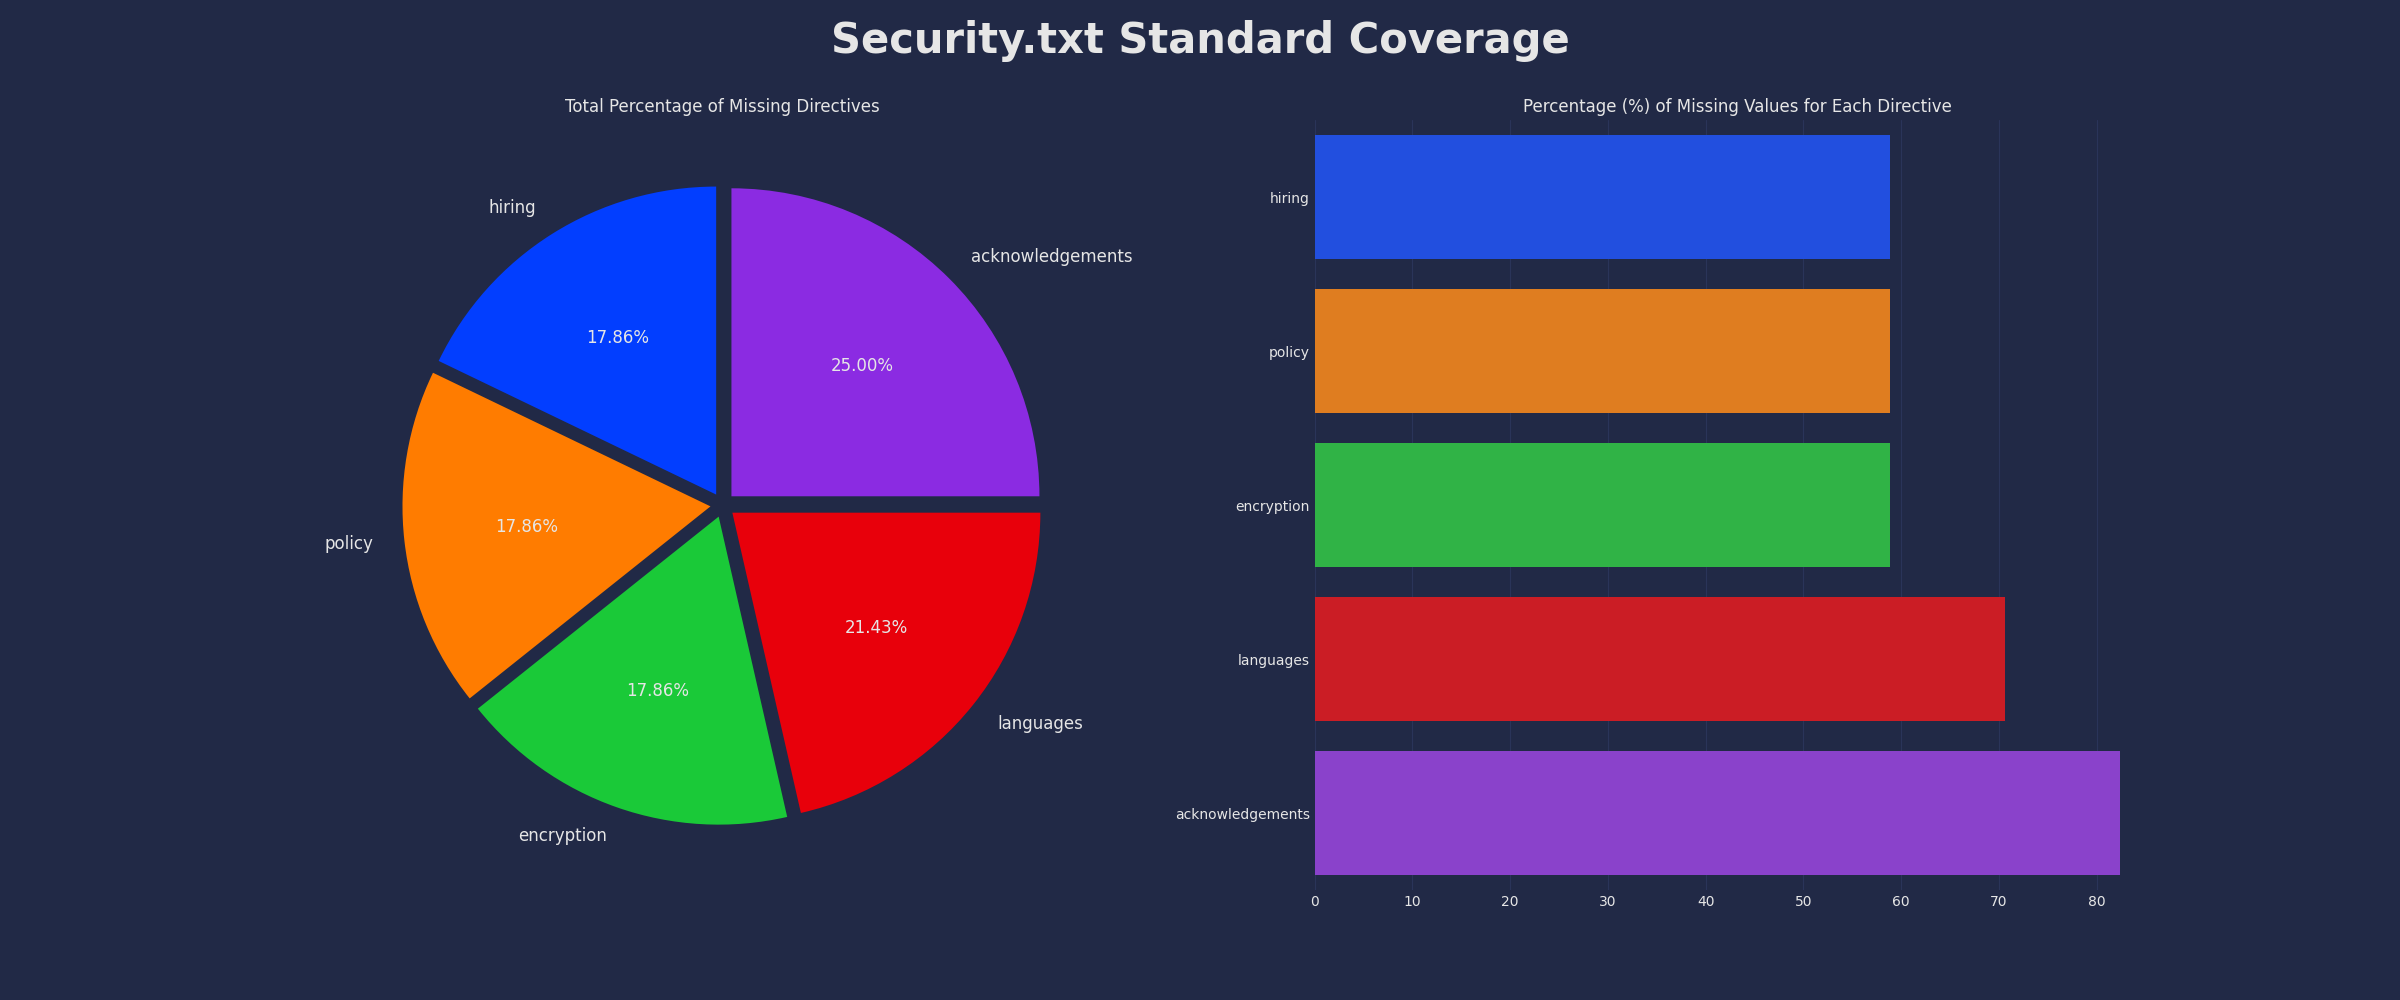 Security.txt Standard Coverage
Total Percentage of Missing Directives
hiring
acknowledgements
17.86%
25.00%
17.86%
policy
21.43%
17.86%
languages
encryption
Percentage (%) of Missing Values for Each Directive
hiring
policy
encryption
languages
acknowledgements
0 10 20 30 40 50 60 70 80